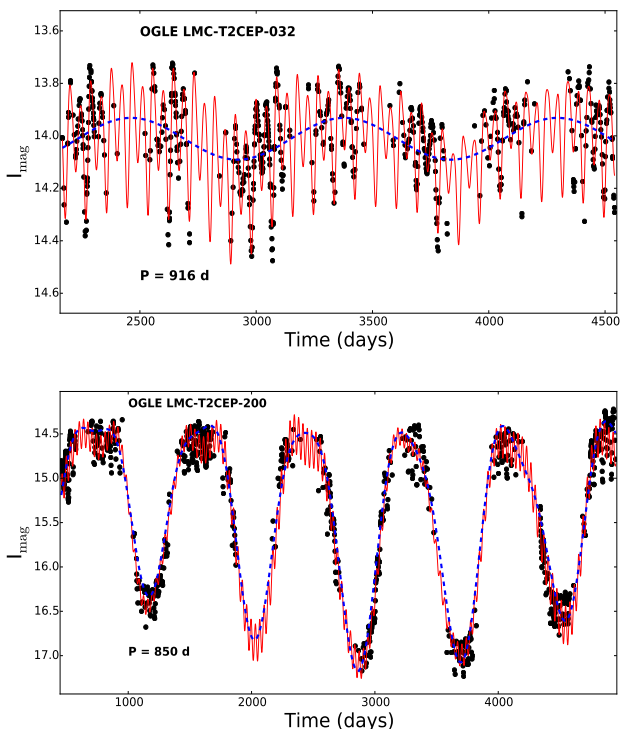 OGLE LMC-T2CEP-032
13.6
13.8
14.0
14.2
14.4
14.6
I_mag
P = 916 d
2500 3000 3500 4000 4500
Time (days)
OGLE LMC-T2CEP-200
14.5
15.0
15.5
16.0
16.5
17.0
I_mag
P = 850 d
1000 2000 3000 4000
Time (days)